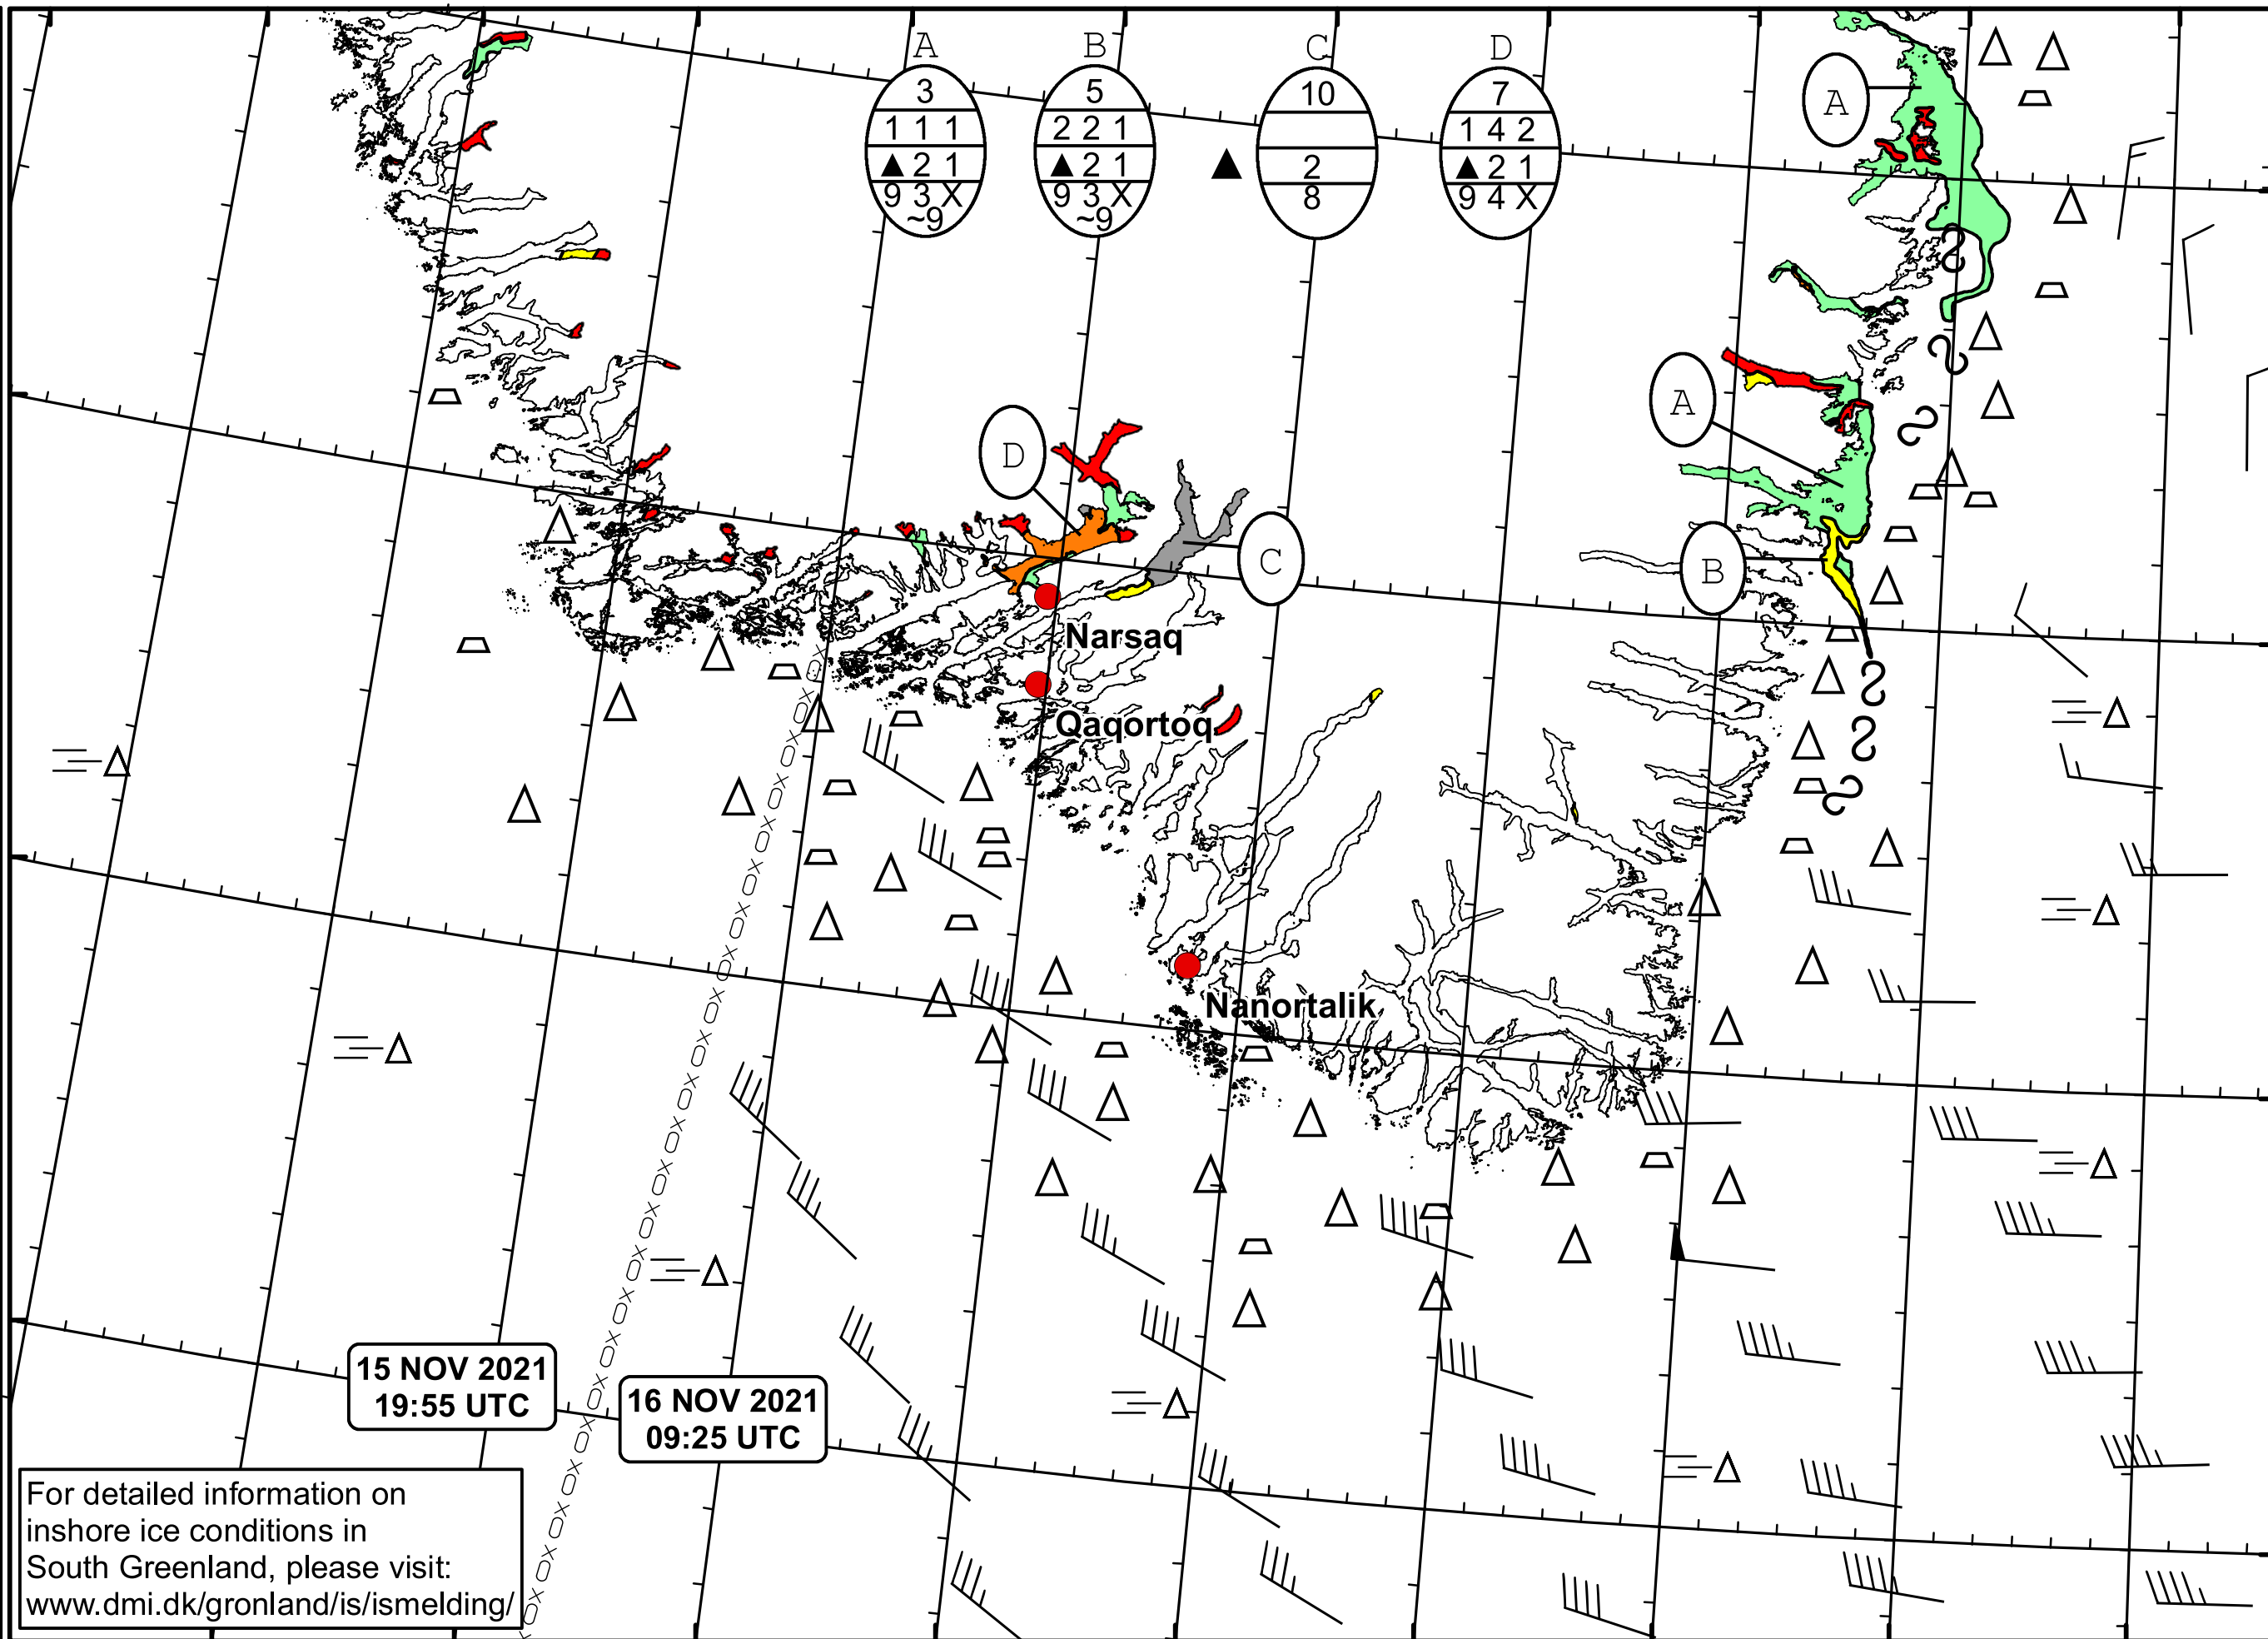 A B C D
3 5 10 7
1 1 1 2 2 1 1 4 2
▲ 2 1 ▲ 2 1 ▲ 2 ▲ 2 1
9 3 X 9 3 X 8 9 4 X
~9 ~9
A
A
D
C
B
Narsaq
Qaqortoq
Nanortalik
15 NOV 2021
19:55 UTC
16 NOV 2021
09:25 UTC
For detailed information on
inshore ice conditions in
South Greenland, please visit:
www.dmi.dk/gronland/is/ismelding/